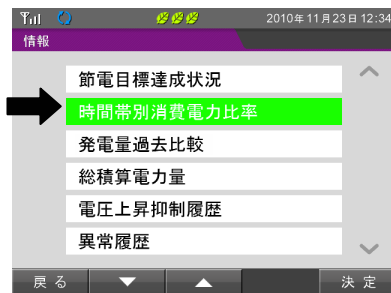 2010年11月23日 12:34
情報
節電目標達成状況
時間帯別消費電力比率
発電量過去比較
総積算電力量
電圧上昇抑制履歴
異常履歴
戻る ▼ ▲ 決定